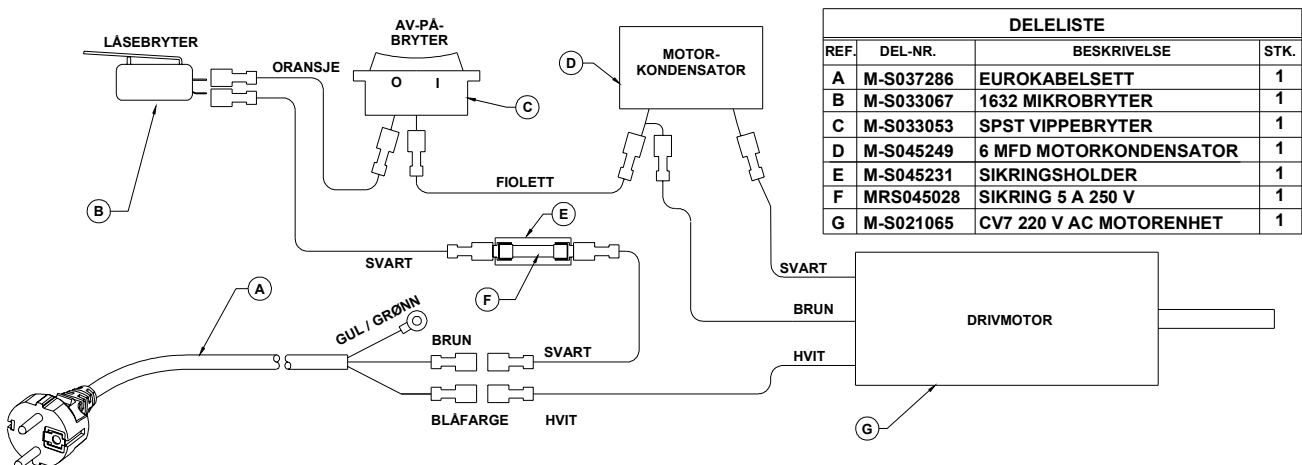 LÅSEBRYTER
AV-PÅ-
BRYTER
ORANSJE
O I
C
B
FIOLETT
MOTOR-
KONDENSATOR
D
E
F
SVART
A
GUL / GRØNN
BRUN
SVART
BLÅFARGE
HVIT
SVART
BRUN
HVIT
DRIVMOTOR
G
DELELISTE
REF. DEL-NR. BESKRIVELSE STK.
A M-S037286 EUROKABELSETT 1
B M-S033067 1632 MIKROBRYTER 1
C M-S033053 SPST VIPPEBRYTER 1
D M-S045249 6 MFD MOTORKONDENSATOR 1
E M-S045231 SIKRINGSHOLDER 1
F MRS045028 SIKRING 5 A 250 V 1
G M-S021065 CV7 220 V AC MOTORENHET 1